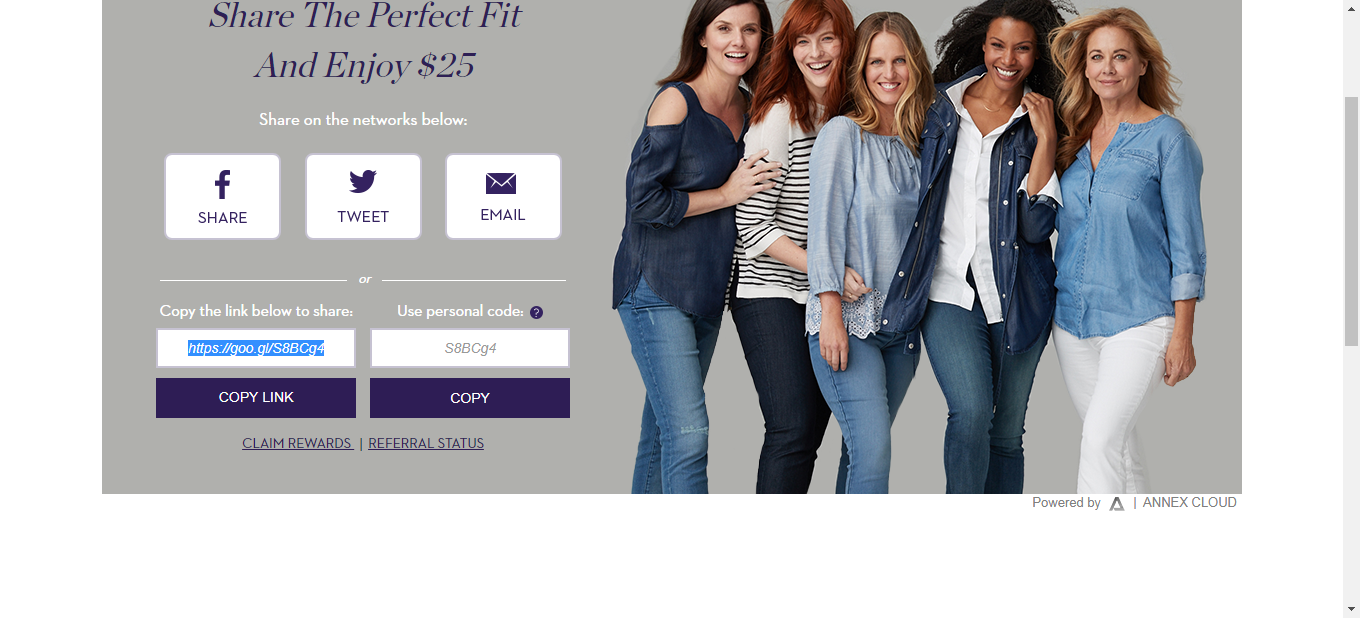 Share The Perfect Fit
And Enjoy $25
Share on the networks below:
SHARE
TWEET
EMAIL
or
Copy the link below to share:
https://goo.gl/S8BCg4
COPY LINK
Use personal code: ?
S8BCg4
COPY
CLAIM REWARDS | REFERRAL STATUS
Powered by | ANNEX CLOUD